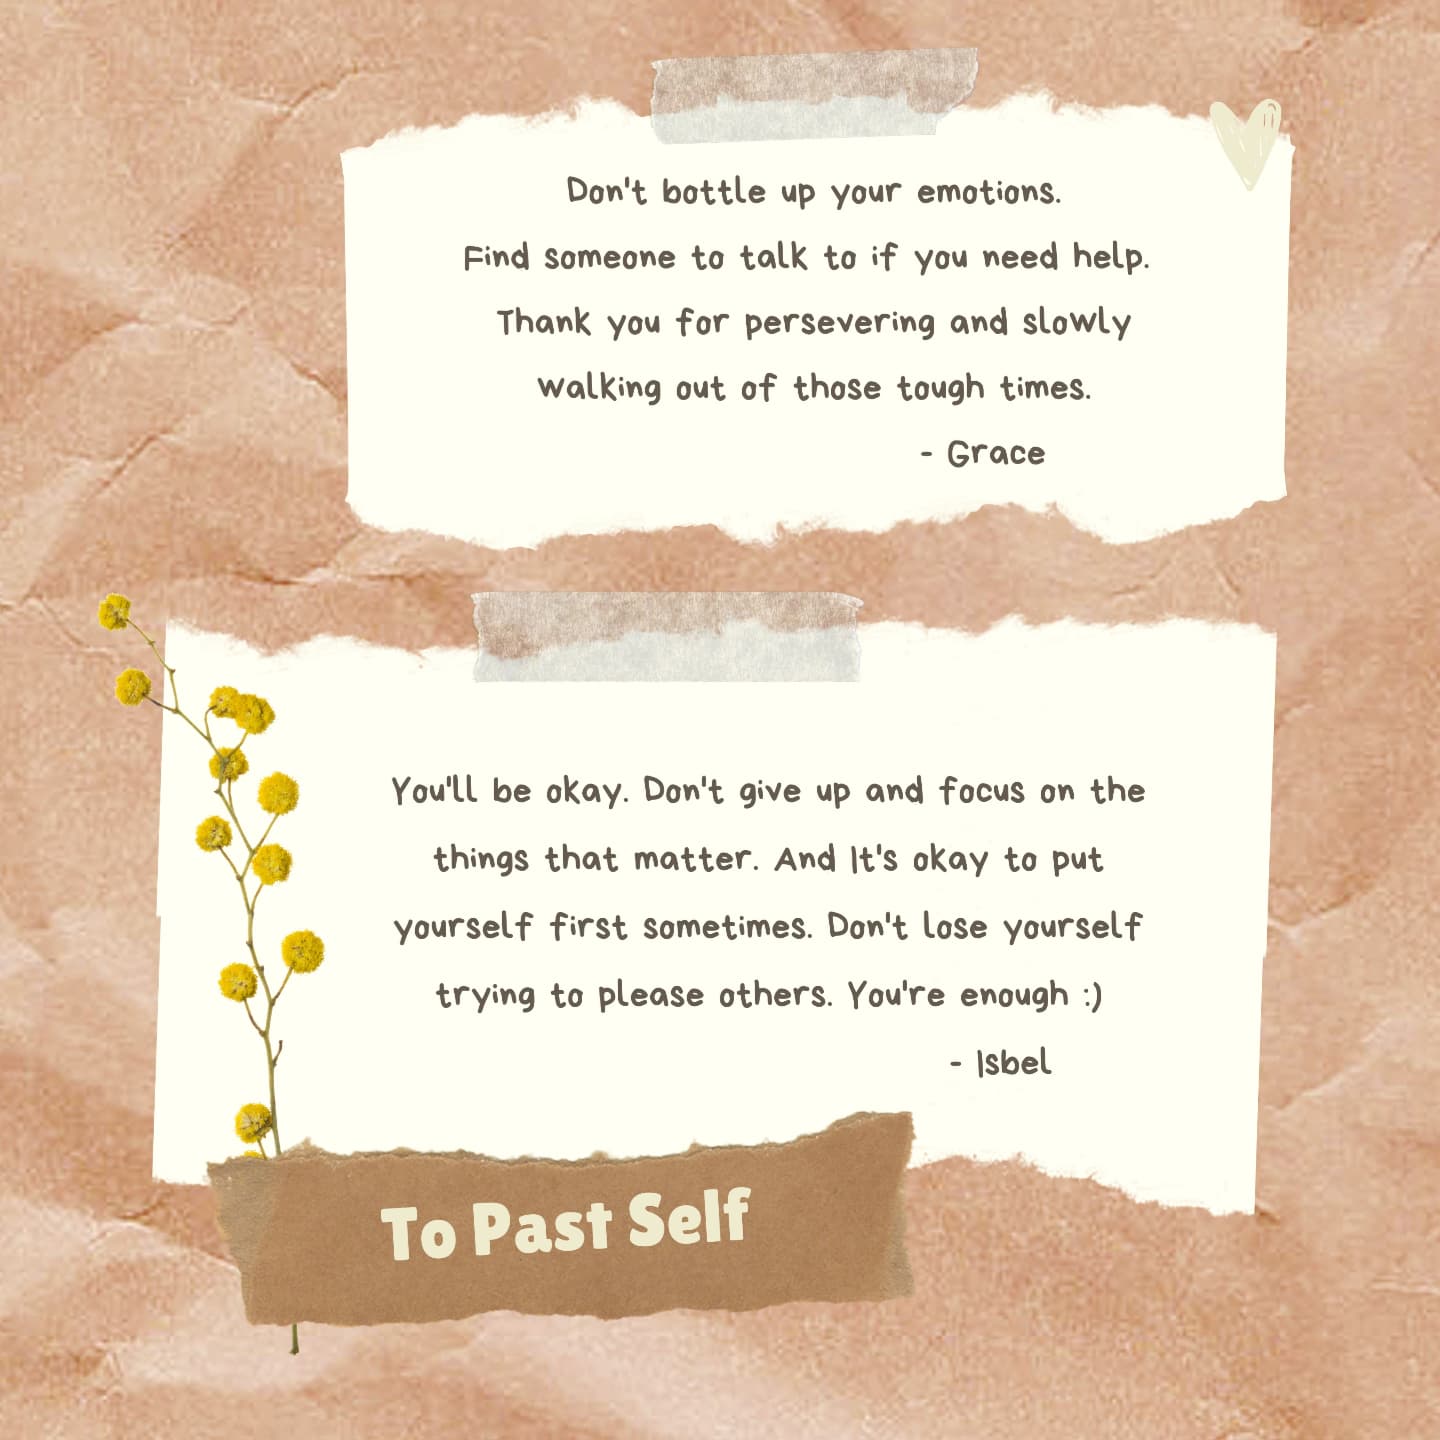 Don't bottle up your emotions.
Find someone to talk to if you need help.
Thank you for persevering and slowly
walking out of those tough times.
- Grace
You'll be okay. Don't give up and focus on the
things that matter. And It's okay to put
yourself first sometimes. Don't lose yourself
trying to please others. You're enough :)
- Isbel
To Past Self